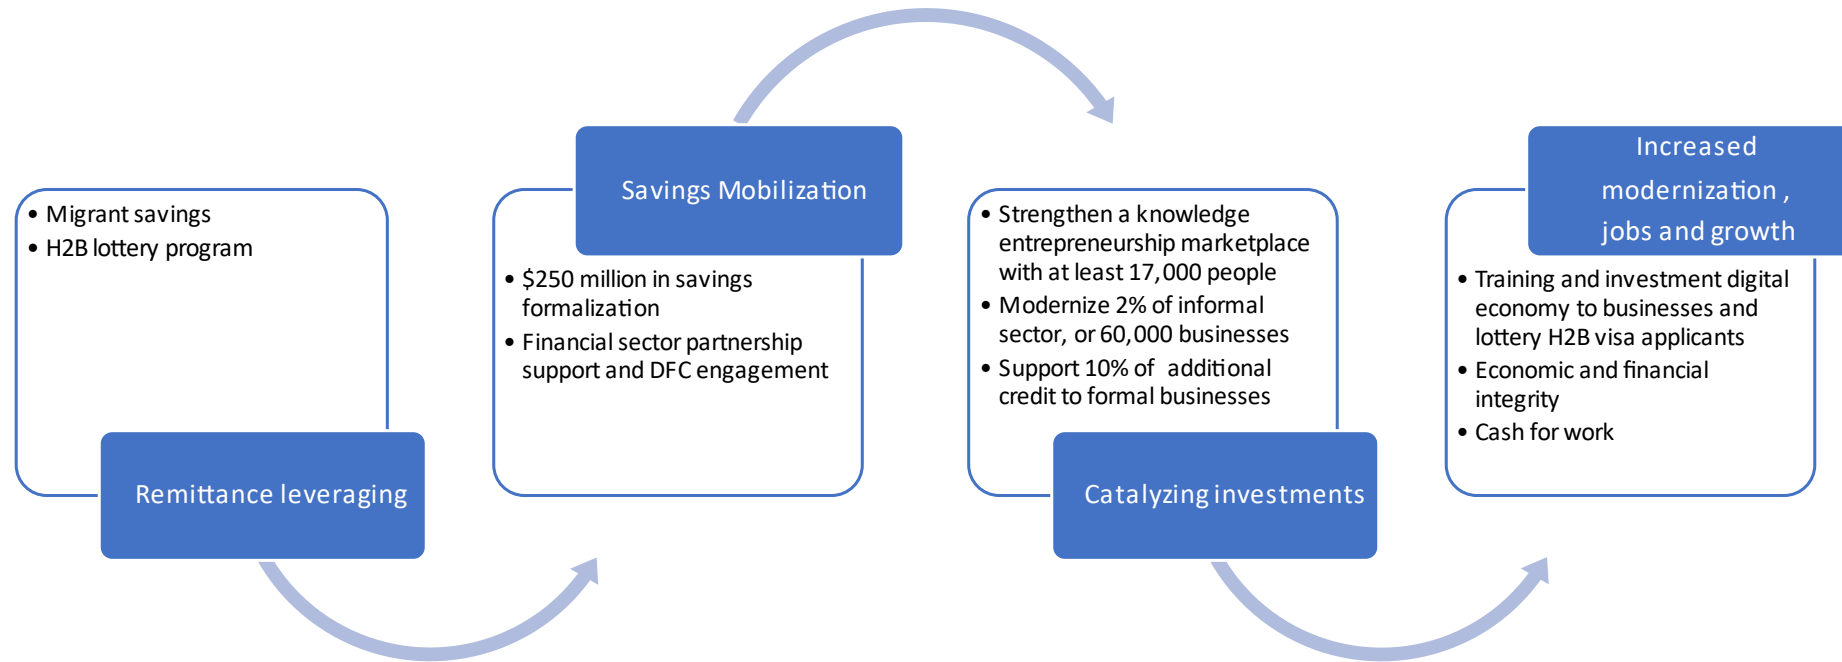 • Migrant savings
• H2B lottery program
Remittance leveraging
Savings Mobilization
• $250 million in savings
formalization
• Financial sector partnership
support and DFC engagement
• Strengthen a knowledge
entrepreneurship marketplace
with at least 17,000 people
• Modernize 2% of informal
sector, or 60,000 businesses
• Support 10% of additional
credit to formal businesses
Catalyzing investments
Increased
modernization ,
jobs and growth
• Training and investment digital
economy to businesses and
lottery H2B visa applicants
• Economic and financial
integrity
• Cash for work